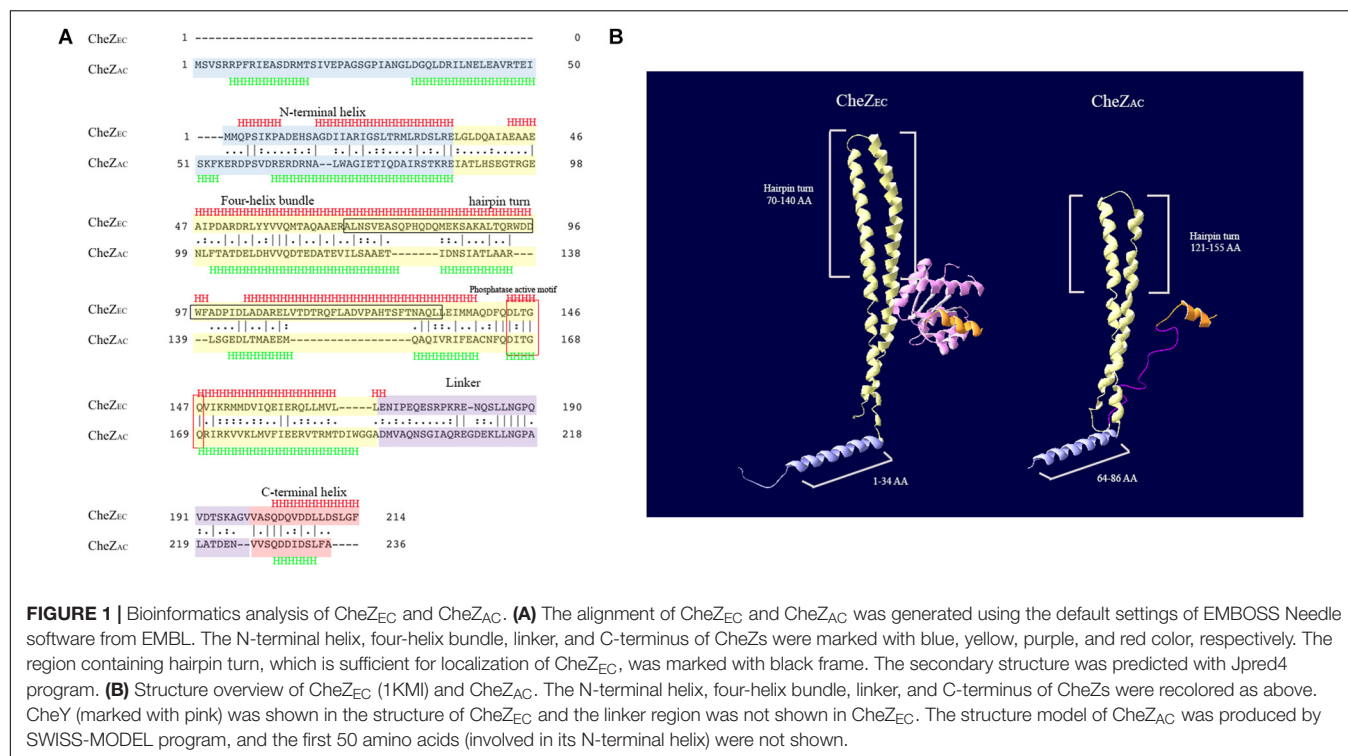 A
CheZEC 1 ---------------------------------------------------- 0
CheZAC 1 MSVSRRPFRIEASDRMTSIVEPAGSGPIANGLDGQLDRILNELEAVRTEI 50
N-terminal helix
CheZEC 1 ----MMQPSIKPADEHSAGDIIARIGSLTRMLRDSLRELGLDQAIAEAAE 46
CheZAC 51 SKFKERDPSVDRERDRNA--LWAGIETIQDAIRSTKREIATLHSEGTRGE 98
Four-helix bundle hairpin turn
CheZEC 47 AIPDARDRLYYVVQMTAQAAERALNSVEASQPHQDQMEKSAKALTQRWDD 96
CheZAC 99 NLFTATDELDHVVQDTEDATEVILSAAET------IDNSIATLAAR--- 138
Phosphatase active motif
CheZEC 97 WFADPIDLADARELVTDTRQFLADVPAHTSFTNAQLLEIMMAQDFQDLTG 146
CheZAC 139 --LSGEDLTMAEEM------------------QAQIVRIFEACNFQDITG 168
Linker
CheZEC 147 QVIKRMMDVIQEIERQLLMVL-----LENIPEQESRPKRE-NQSLLNGPQ 190
CheZAC 169 QRIRKVVKLMVFIEERVTRMTDIWGGADMVAQNSGIAQREGDEKLLNGPA 218
C-terminal helix
CheZEC 191 VDTSKAGVVASQDQVDDLLDSLGF 214
CheZAC 219 LATDEN--VVSQDDIDSLFA---- 236
B
CheZEC CheZAC
Hairpin turn
70-140 AA
Hairpin turn
121-155 AA
1-34 AA
64-86 AA
FIGURE 1 | Bioinformatics analysis of CheZEC and CheZAC. (A) The alignment of CheZEC and CheZAC was generated using the default settings of EMBOSS Needle
software from EMBL. The N-terminal helix, four-helix bundle, linker, and C-terminus of CheZs were marked with blue, yellow, purple, and red color, respectively. The
region containing hairpin turn, which is sufficient for localization of CheZEC, was marked with black frame. The secondary structure was predicted with Jpred4
program. (B) Structure overview of CheZEC (1KMI) and CheZAC. The N-terminal helix, four-helix bundle, linker, and C-terminus of CheZs were recolored as above.
CheY (marked with pink) was shown in the structure of CheZEC and the linker region was not shown in CheZEC. The structure model of CheZAC was produced by
SWISS-MODEL program, and the first 50 amino acids (involved in its N-terminal helix) were not shown.